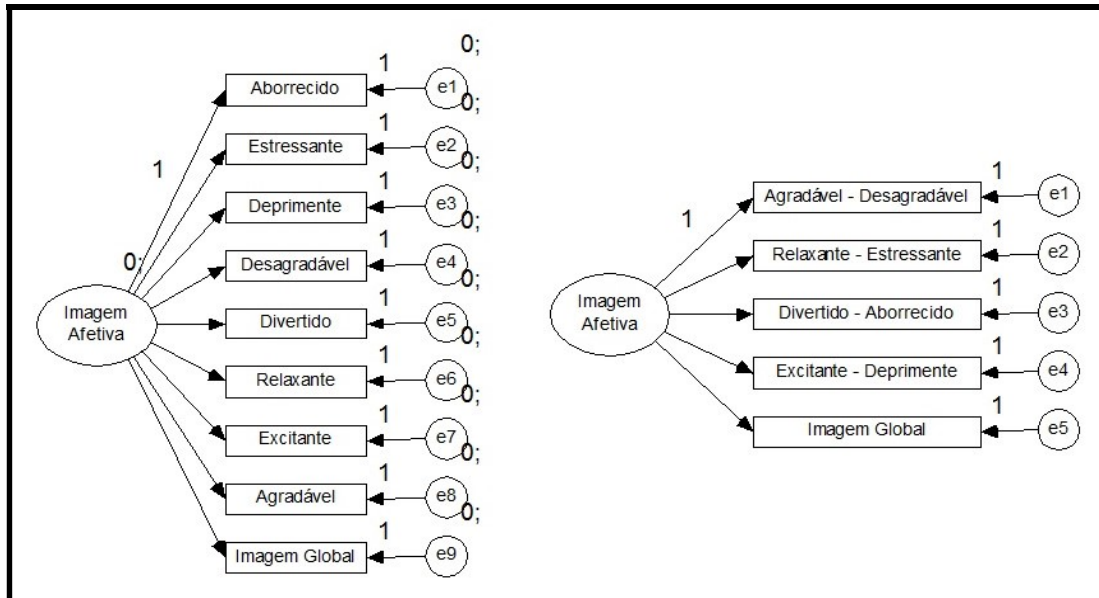 0;
1
Aborrecido
e1
0;
1
Estressante
e2
0;
1
1
Deprimente
e3
0;
1
Desagradável
e4
0;
0;
1
Imagem
Afetiva
Divertido
e5
0;
1
Relaxante
e6
0;
1
Excitante
e7
0;
1
Agradável
e8
0;
1
Imagem Global
e9
1
Agradável - Desagradável
e1
1
1
Relaxante - Estressante
e2
1
Imagem
Afetiva
Divertido - Aborrecido
e3
1
Excitante - Deprimente
e4
1
Imagem Global
e5